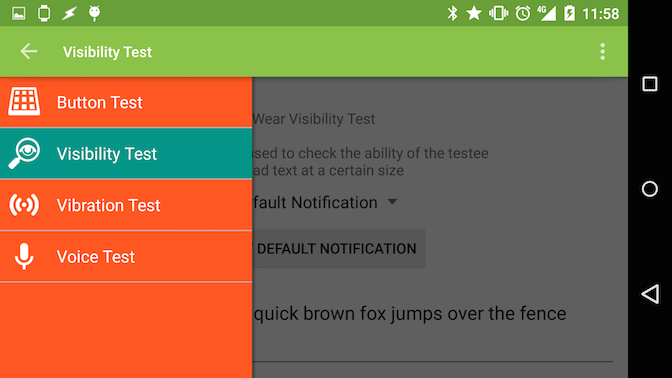 4G 11:58
Visibility Test
Button Test
Visibility Test
Vibration Test
Voice Test
Wear Visibility Test
used to check the ability of the testee
ad text at a certain size
fault Notification
DEFAULT NOTIFICATION
quick brown fox jumps over the fence